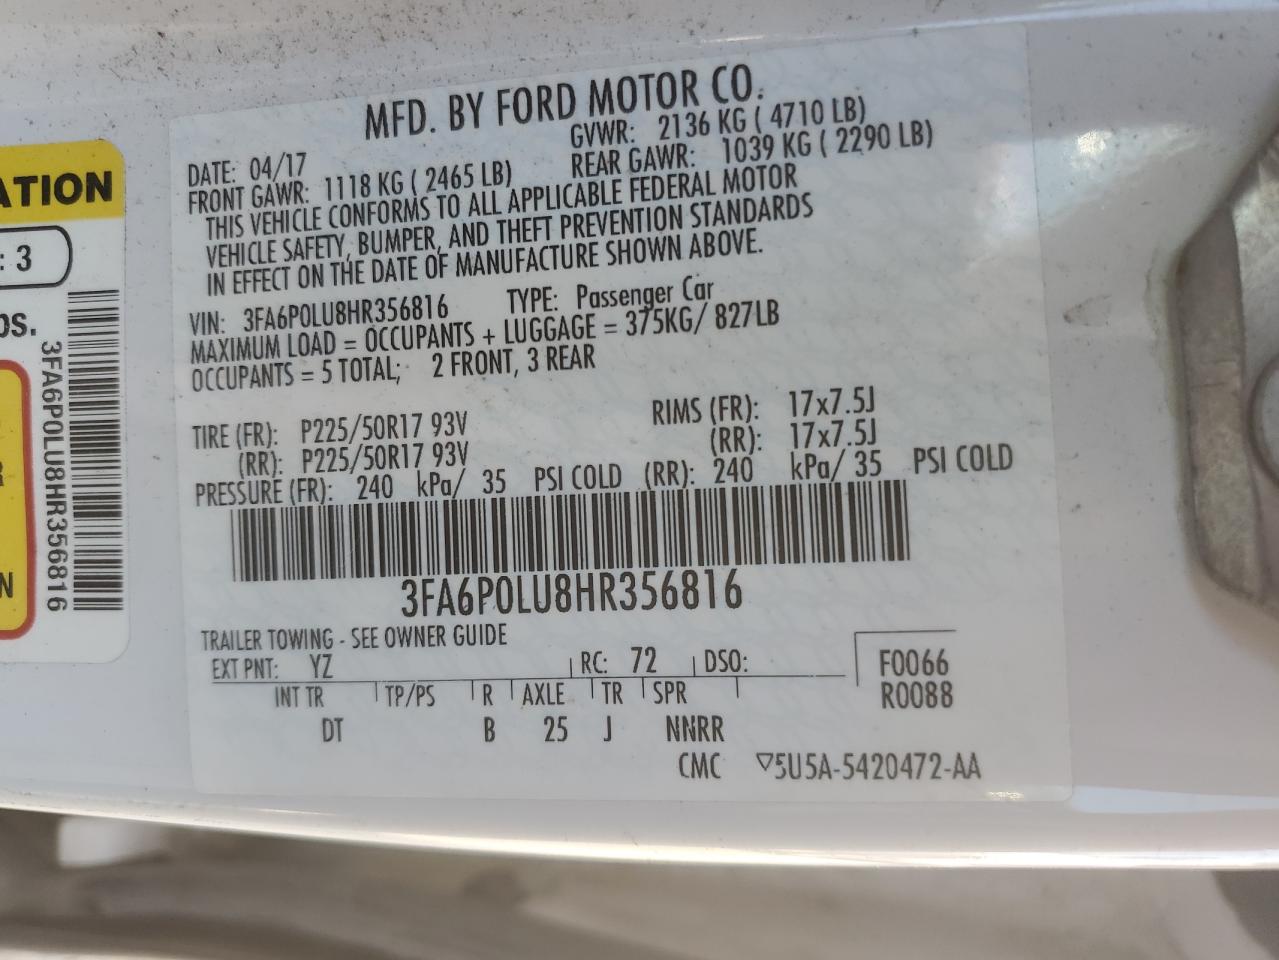 MFD. BY FORD MOTOR CO.
DATE: 04/17 GVWR: 2136 KG ( 4710 LB)
FRONT GAWR: 1118 KG ( 2465 LB) REAR GAWR: 1039 KG ( 2290 LB)
THIS VEHICLE CONFORMS TO ALL APPLICABLE FEDERAL MOTOR
VEHICLE SAFETY, BUMPER, AND THEFT PREVENTION STANDARDS
IN EFFECT ON THE DATE OF MANUFACTURE SHOWN ABOVE.
VIN: 3FA6P0LU8HR356816 TYPE: Passenger Car
MAXIMUM LOAD = OCCUPANTS + LUGGAGE = 375KG/ 827LB
OCCUPANTS = 5 TOTAL; 2 FRONT, 3 REAR
TIRE (FR): P225/50R17 93V RIMS (FR): 17x7.5J
(RR): P225/50R17 93V (RR): 17x7.5J
PRESSURE (FR): 240 kPa/ 35 PSI COLD (RR): 240 kPa/ 35 PSI COLD
3FA6P0LU8HR356816
TRAILER TOWING - SEE OWNER GUIDE
EXT PNT: YZ RC: 72 DSO: F0066
INT TR TP/PS R AXLE TR SPR R0088
DT B 25 J NNRR
CMC ▽5U5A-5420472-AA
ATION
: 3
3FA6P0LU8HR356816